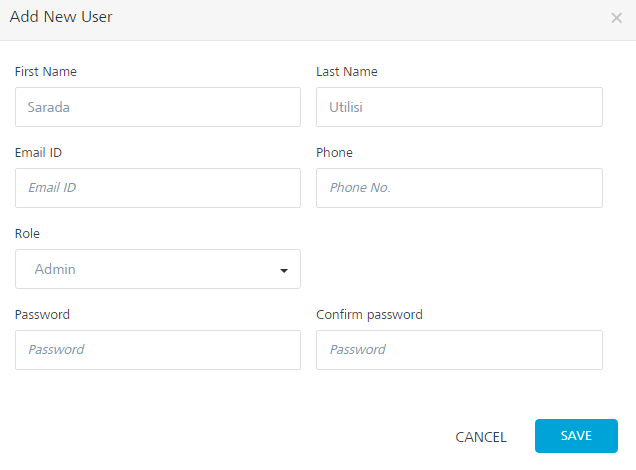 Add New User
First Name
Last Name
Sarada
Utilisi
Email ID
Phone
Email ID
Phone No.
Role
Admin
Password
Confirm password
Password
Password
CANCEL
SAVE